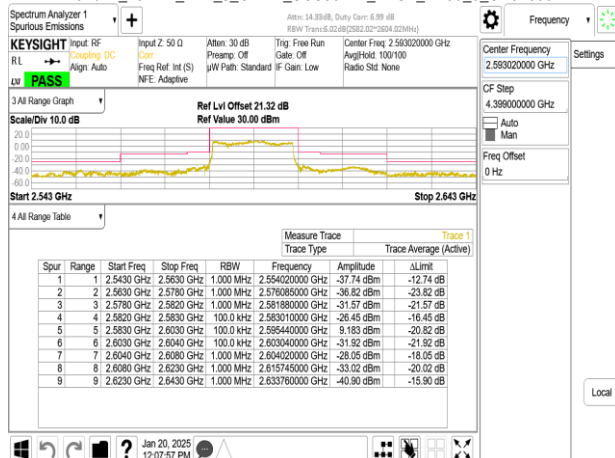 Spectrum Analyzer 1
Spurious Emissions
+
Attn: 14.33dB, Duty Corr: 6.99 dB
RBW Trans:6.02dB(2582.02~2604.02MHz)
Frequency
KEYSIGHT Input: RF Input Z: 50 Ω Atten: 30 dB Trig: Free Run Center Freq: 2.593020000 GHz
RL Coupling: DC Corr Preamp: Off Gate: Off Avg|Hold: 100/100
Align: Auto Freq Ref: Int (S) µW Path: Standard IF Gain: Low Radio Std: None
PASS NFE: Adaptive
Center Frequency
2.593020000 GHz
Settings
CF Step
4.399000000 GHz
Auto
Man
Freq Offset
0 Hz
3 All Range Graph
Ref Lvl Offset 21.32 dB
Scale/Div 10.0 dB Ref Value 30.00 dBm
20.0
0.00
-20.0
-40.0
-60.0
Start 2.543 GHz Stop 2.643 GHz
4 All Range Table
Measure Trace Trace 1
Trace Type Trace Average (Active)
Spur Range Start Freq Stop Freq RBW Frequency Amplitude ΔLimit
1 1 2.5430 GHz 2.5630 GHz 1.000 MHz 2.554020000 GHz -37.74 dBm -12.74 dB
2 2 2.5630 GHz 2.5780 GHz 1.000 MHz 2.576085000 GHz -36.82 dBm -23.82 dB
3 3 2.5780 GHz 2.5820 GHz 1.000 MHz 2.581880000 GHz -31.57 dBm -21.57 dB
4 4 2.5820 GHz 2.5830 GHz 100.0 kHz 2.583010000 GHz -26.45 dBm -16.45 dB
5 5 2.5830 GHz 2.6030 GHz 100.0 kHz 2.595440000 GHz 9.183 dBm -20.82 dB
6 6 2.6030 GHz 2.6040 GHz 100.0 kHz 2.603040000 GHz -31.92 dBm -21.92 dB
7 7 2.6040 GHz 2.6080 GHz 1.000 MHz 2.604020000 GHz -28.05 dBm -18.05 dB
8 8 2.6080 GHz 2.6230 GHz 1.000 MHz 2.615745000 GHz -33.02 dBm -20.02 dB
9 9 2.6230 GHz 2.6430 GHz 1.000 MHz 2.633760000 GHz -40.90 dBm -15.90 dB
Local
?
Jan 20, 2025
12:07:57 PM